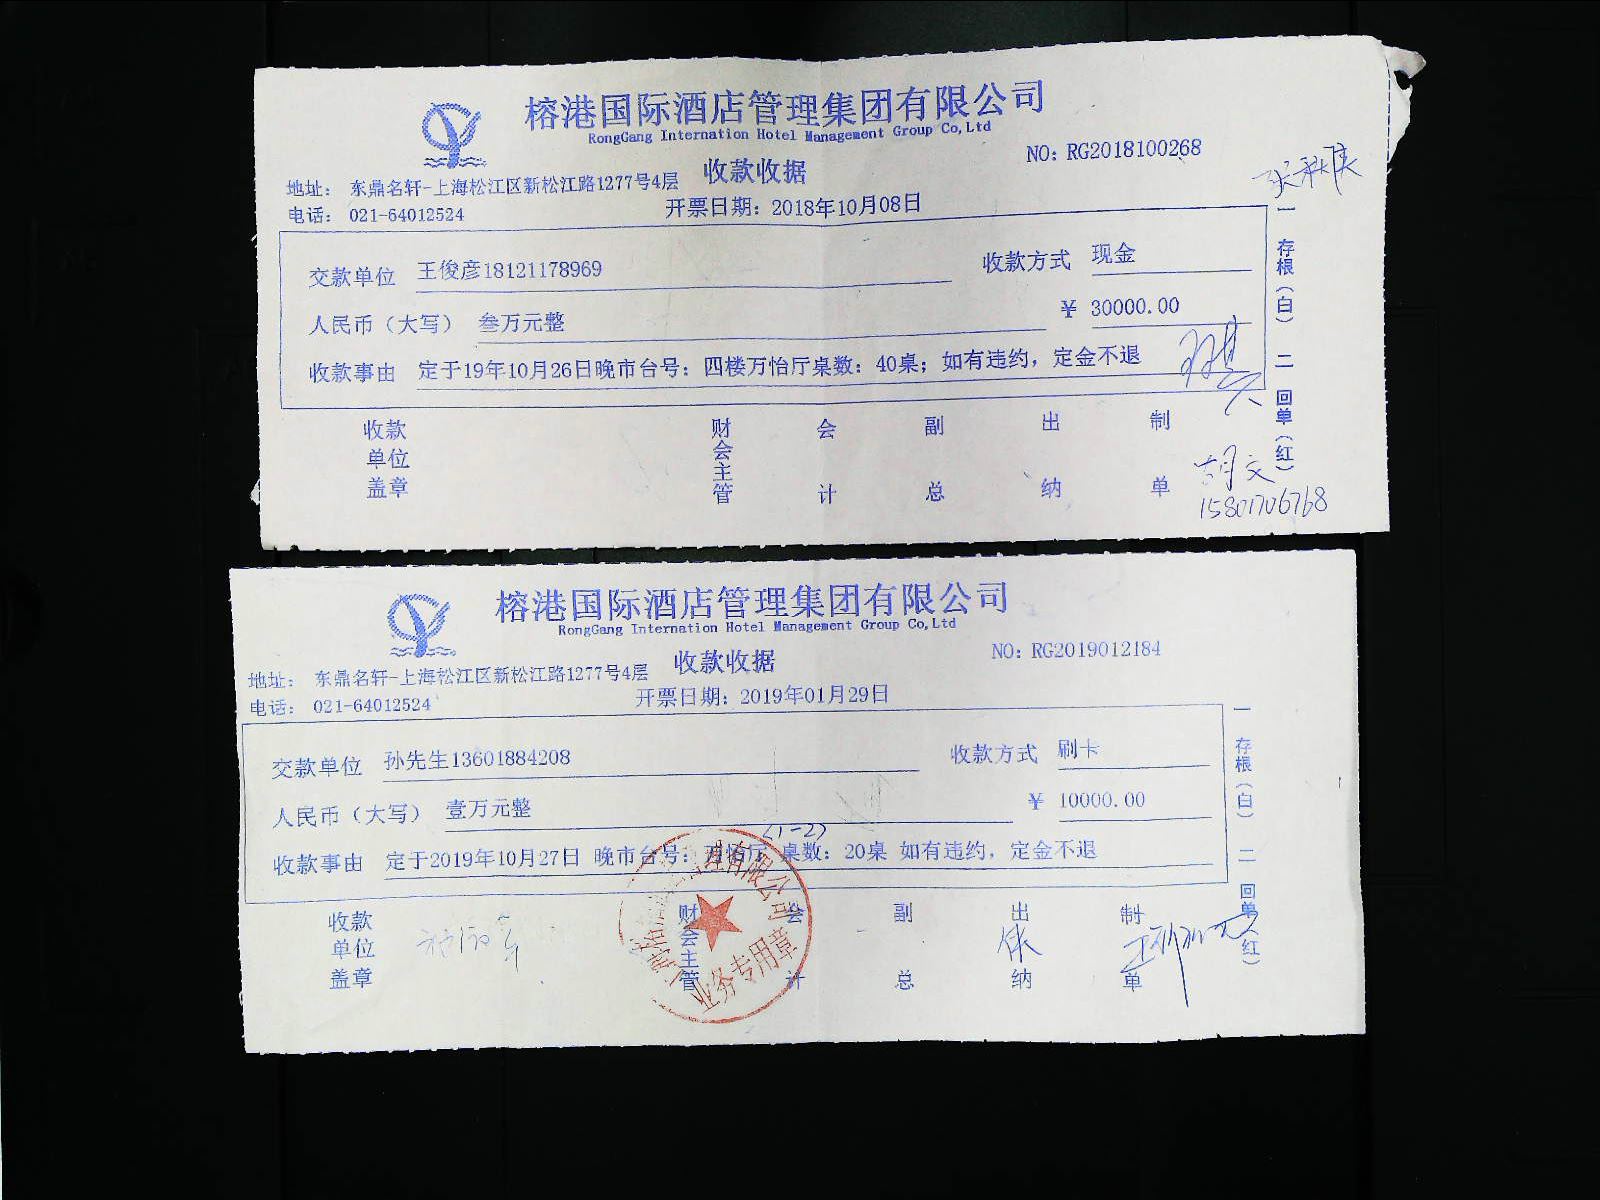 榕港国际酒店管理集团有限公司
RongGang Internation Hotel Management Group Co,Ltd
NO: RG2018100268
收款收据
地址： 东鼎名轩-上海松江区新松江路1277号4层
电话： 021-64012524
开票日期：2018年10月08日
交款单位 王俊彦18121178969 收款方式 现金
人民币（大写） 叁万元整 ¥ 30000.00
收款事由 定于19年10月26日晚市台号：四楼万怡厅桌数：40桌；如有违约，定金不退
一 存根（白） 二 回单（红）
收款单位盖章 财会主管 会计 副总 出纳 制单
胡文
15801706768
榕港国际酒店管理集团有限公司
RongGang Internation Hotel Management Group Co,Ltd
NO: RG2019012184
收款收据
地址： 东鼎名轩-上海松江区新松江路1277号4层
电话： 021-64012524
开票日期：2019年01月29日
交款单位 孙先生13601884208 收款方式 刷卡
人民币（大写） 壹万元整 ¥ 10000.00
(1-2)
收款事由 定于2019年10月27日 晚市台号：万怡厅 桌数：20桌 如有违约，定金不退
一 存根（白） 二 回单（红）
收款单位盖章 财会主管 会计 副总 出纳 制单
管理有限公司
业务专用章